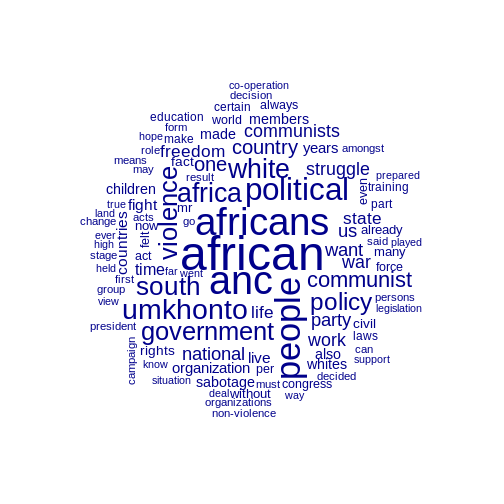 co-operation
decision
certain always
education world members
form made communists
hope make
role freedom country years amongst
means fact one white struggle
may result political even prepared
children africa training
true fight mr africans part
land acts go state
change now us already
ever countries felt violence african want said played
high act war many
stage time far went anc people force
held south communist
first umkhonto life policy persons
group legislation
view government party civil
president rights national live work laws
campaign know organization per also can
situation sabotage must whites support
deal without congress decided
organizations way
non-violence